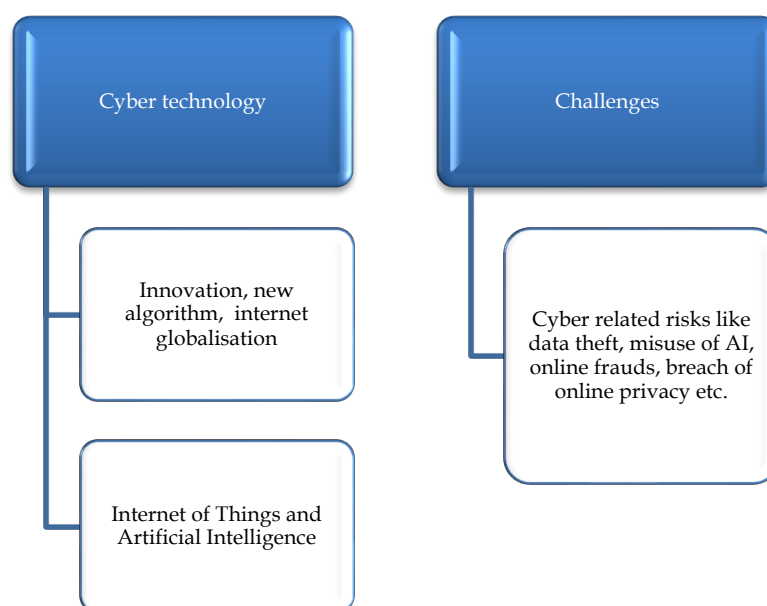 Cyber technology
Innovation, new
algorithm,  internet
globalisation
Internet of Things and
Artificial Intelligence
Challenges
Cyber related risks like
data theft, misuse of AI,
online frauds, breach of
online privacy etc.